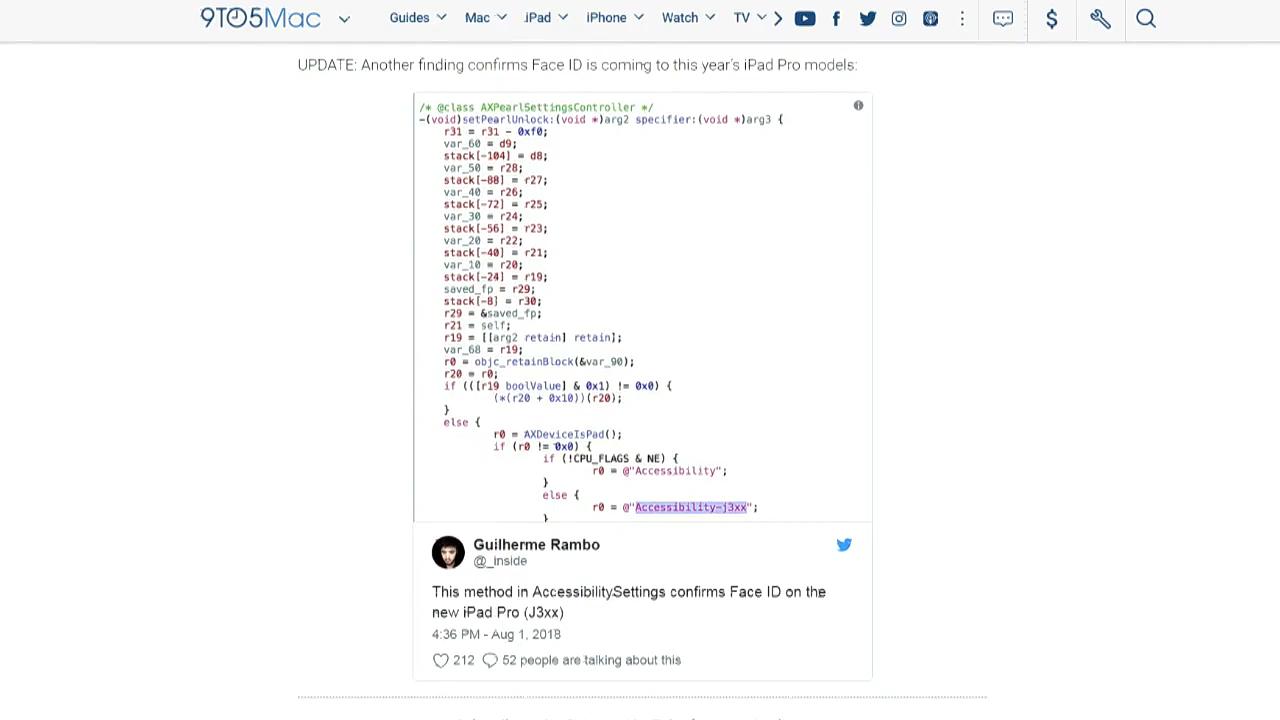 9TO5Mac Guides Mac iPad iPhone Watch TV
UPDATE: Another finding confirms Face ID is coming to this year's iPad Pro models:
/* @class AXPearlSettingsController */
-(void)setPearlUnlock:(void *)arg2 specifier:(void *)arg3 {
r31 = r31 - 0xf0;
var_60 = d9;
stack[-104] = d8;
var_50 = r28;
stack[-88] = r27;
var_40 = r26;
stack[-72] = r25;
var_30 = r24;
stack[-56] = r23;
var_20 = r22;
stack[-40] = r21;
var_10 = r20;
stack[-24] = r19;
saved_fp = r29;
stack[-8] = r30;
r29 = &saved_fp;
r21 = self;
r19 = [[arg2 retain] retain];
var_68 = r19;
r0 = objc_retainBlock(&var_90);
r20 = r0;
if (([r19 boolValue] & 0x1) != 0x0) {
(*(r20 + 0x10))(r20);
}
else {
r0 = AXDeviceIsPad();
if (r0 != 0x0) {
if (!CPU_FLAGS & NE) {
r0 = @"Accessibility";
}
else {
r0 = @"Accessibility-j3xx";
}
Guilherme Rambo
@_inside
This method in AccessibilitySettings confirms Face ID on the
new iPad Pro (J3xx)
4:36 PM - Aug 1, 2018
212 52 people are talking about this